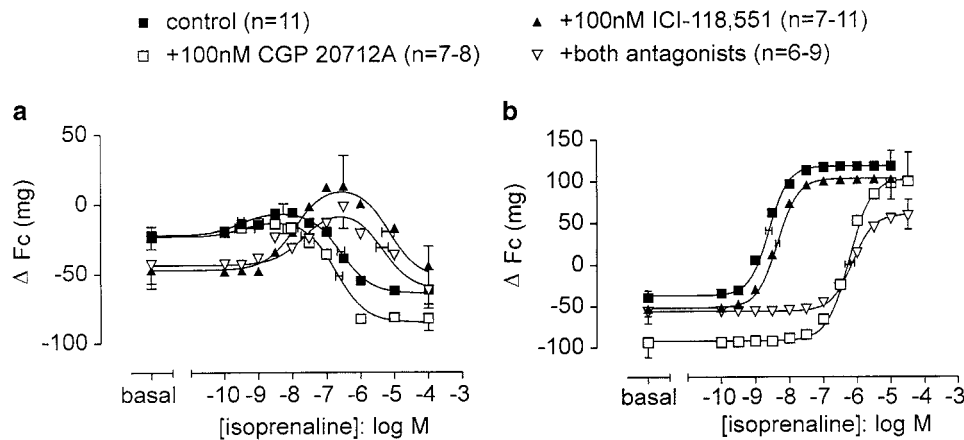 control (n=11)
+100nM CGP 20712A (n=7-8)
+100nM ICI-118,551 (n=7-11)
+both antagonists (n=6-9)
a
50
0
-50
-100
Δ Fc (mg)
basal
-10 -9 -8 -7 -6 -5 -4 -3
[isoprenaline]: log M
b
150
100
50
0
-50
-100
Δ Fc (mg)
basal
-10 -9 -8 -7 -6 -5 -4 -3
[isoprenaline]: log M